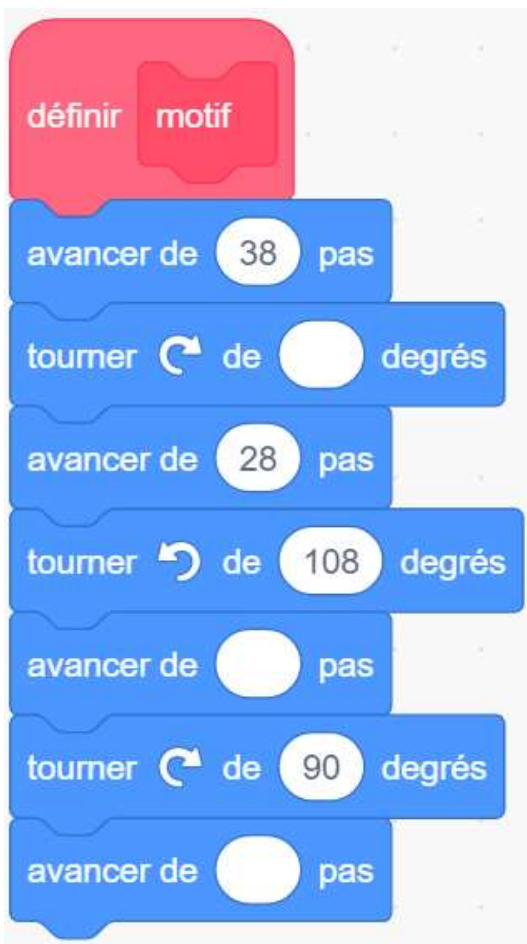 définir motif
avancer de 38 pas
tourner de degrés
avancer de 28 pas
tourner de 108 degrés
avancer de pas
tourner de 90 degrés
avancer de pas